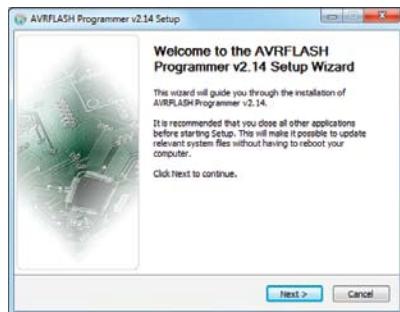 AVRFLASH Programmer v2.14 Setup
Welcome to the AVRFLASH
Programmer v2.14 Setup Wizard
This wizard will guide you through the installation of
AVRFLASH Programmer v2.14.
It is recommended that you close all other applications
before starting Setup. This will make it possible to update
relevant system files without having to reboot your
computer.
Click Next to continue.
Next >
Cancel